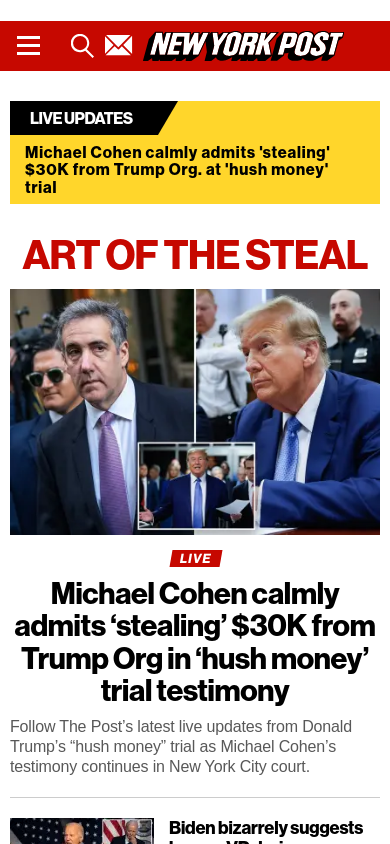 NEW YORK POST
LIVE UPDATES
Michael Cohen calmly admits 'stealing'
$30K from Trump Org. at 'hush money'
trial
ART OF THE STEAL
LIVE
Michael Cohen calmly
admits ‘stealing’ $30K from
Trump Org in ‘hush money’
trial testimony
Follow The Post’s latest live updates from Donald
Trump’s “hush money” trial as Michael Cohen’s
testimony continues in New York City court.
Biden bizarrely suggests